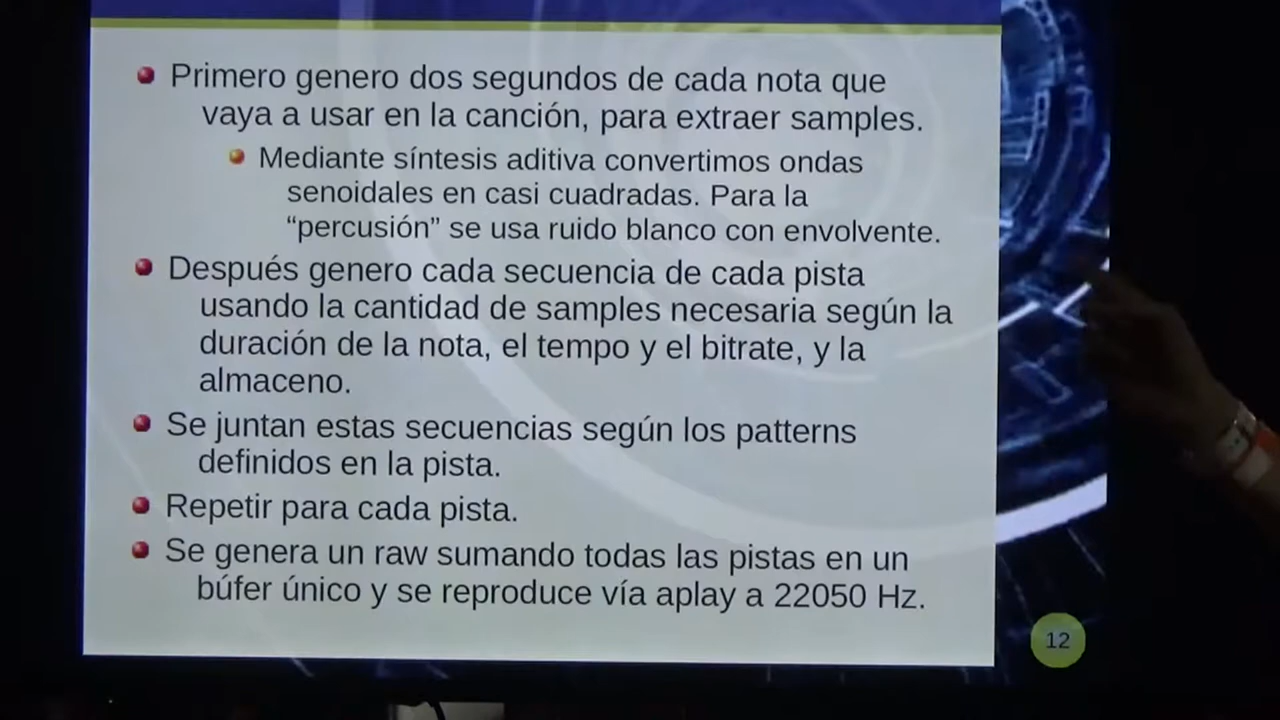 Primero genero dos segundos de cada nota que
vaya a usar en la canción, para extraer samples.
Mediante síntesis aditiva convertimos ondas
senoidales en casi cuadradas. Para la
“percusión” se usa ruido blanco con envolvente.
Después genero cada secuencia de cada pista
usando la cantidad de samples necesaria según la
duración de la nota, el tempo y el bitrate, y la
almaceno.
Se juntan estas secuencias según los patterns
definidos en la pista.
Repetir para cada pista.
Se genera un raw sumando todas las pistas en un
búfer único y se reproduce vía aplay a 22050 Hz.
12